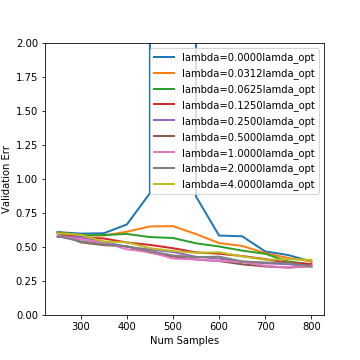 2.00
1.75
1.50
1.25
1.00
0.75
0.50
0.25
0.00
Validation Err
lambda=0.0000lamda_opt
lambda=0.0312lamda_opt
lambda=0.0625lamda_opt
lambda=0.1250lamda_opt
lambda=0.2500lamda_opt
lambda=0.5000lamda_opt
lambda=1.0000lamda_opt
lambda=2.0000lamda_opt
lambda=4.0000lamda_opt
300 400 500 600 700 800
Num Samples